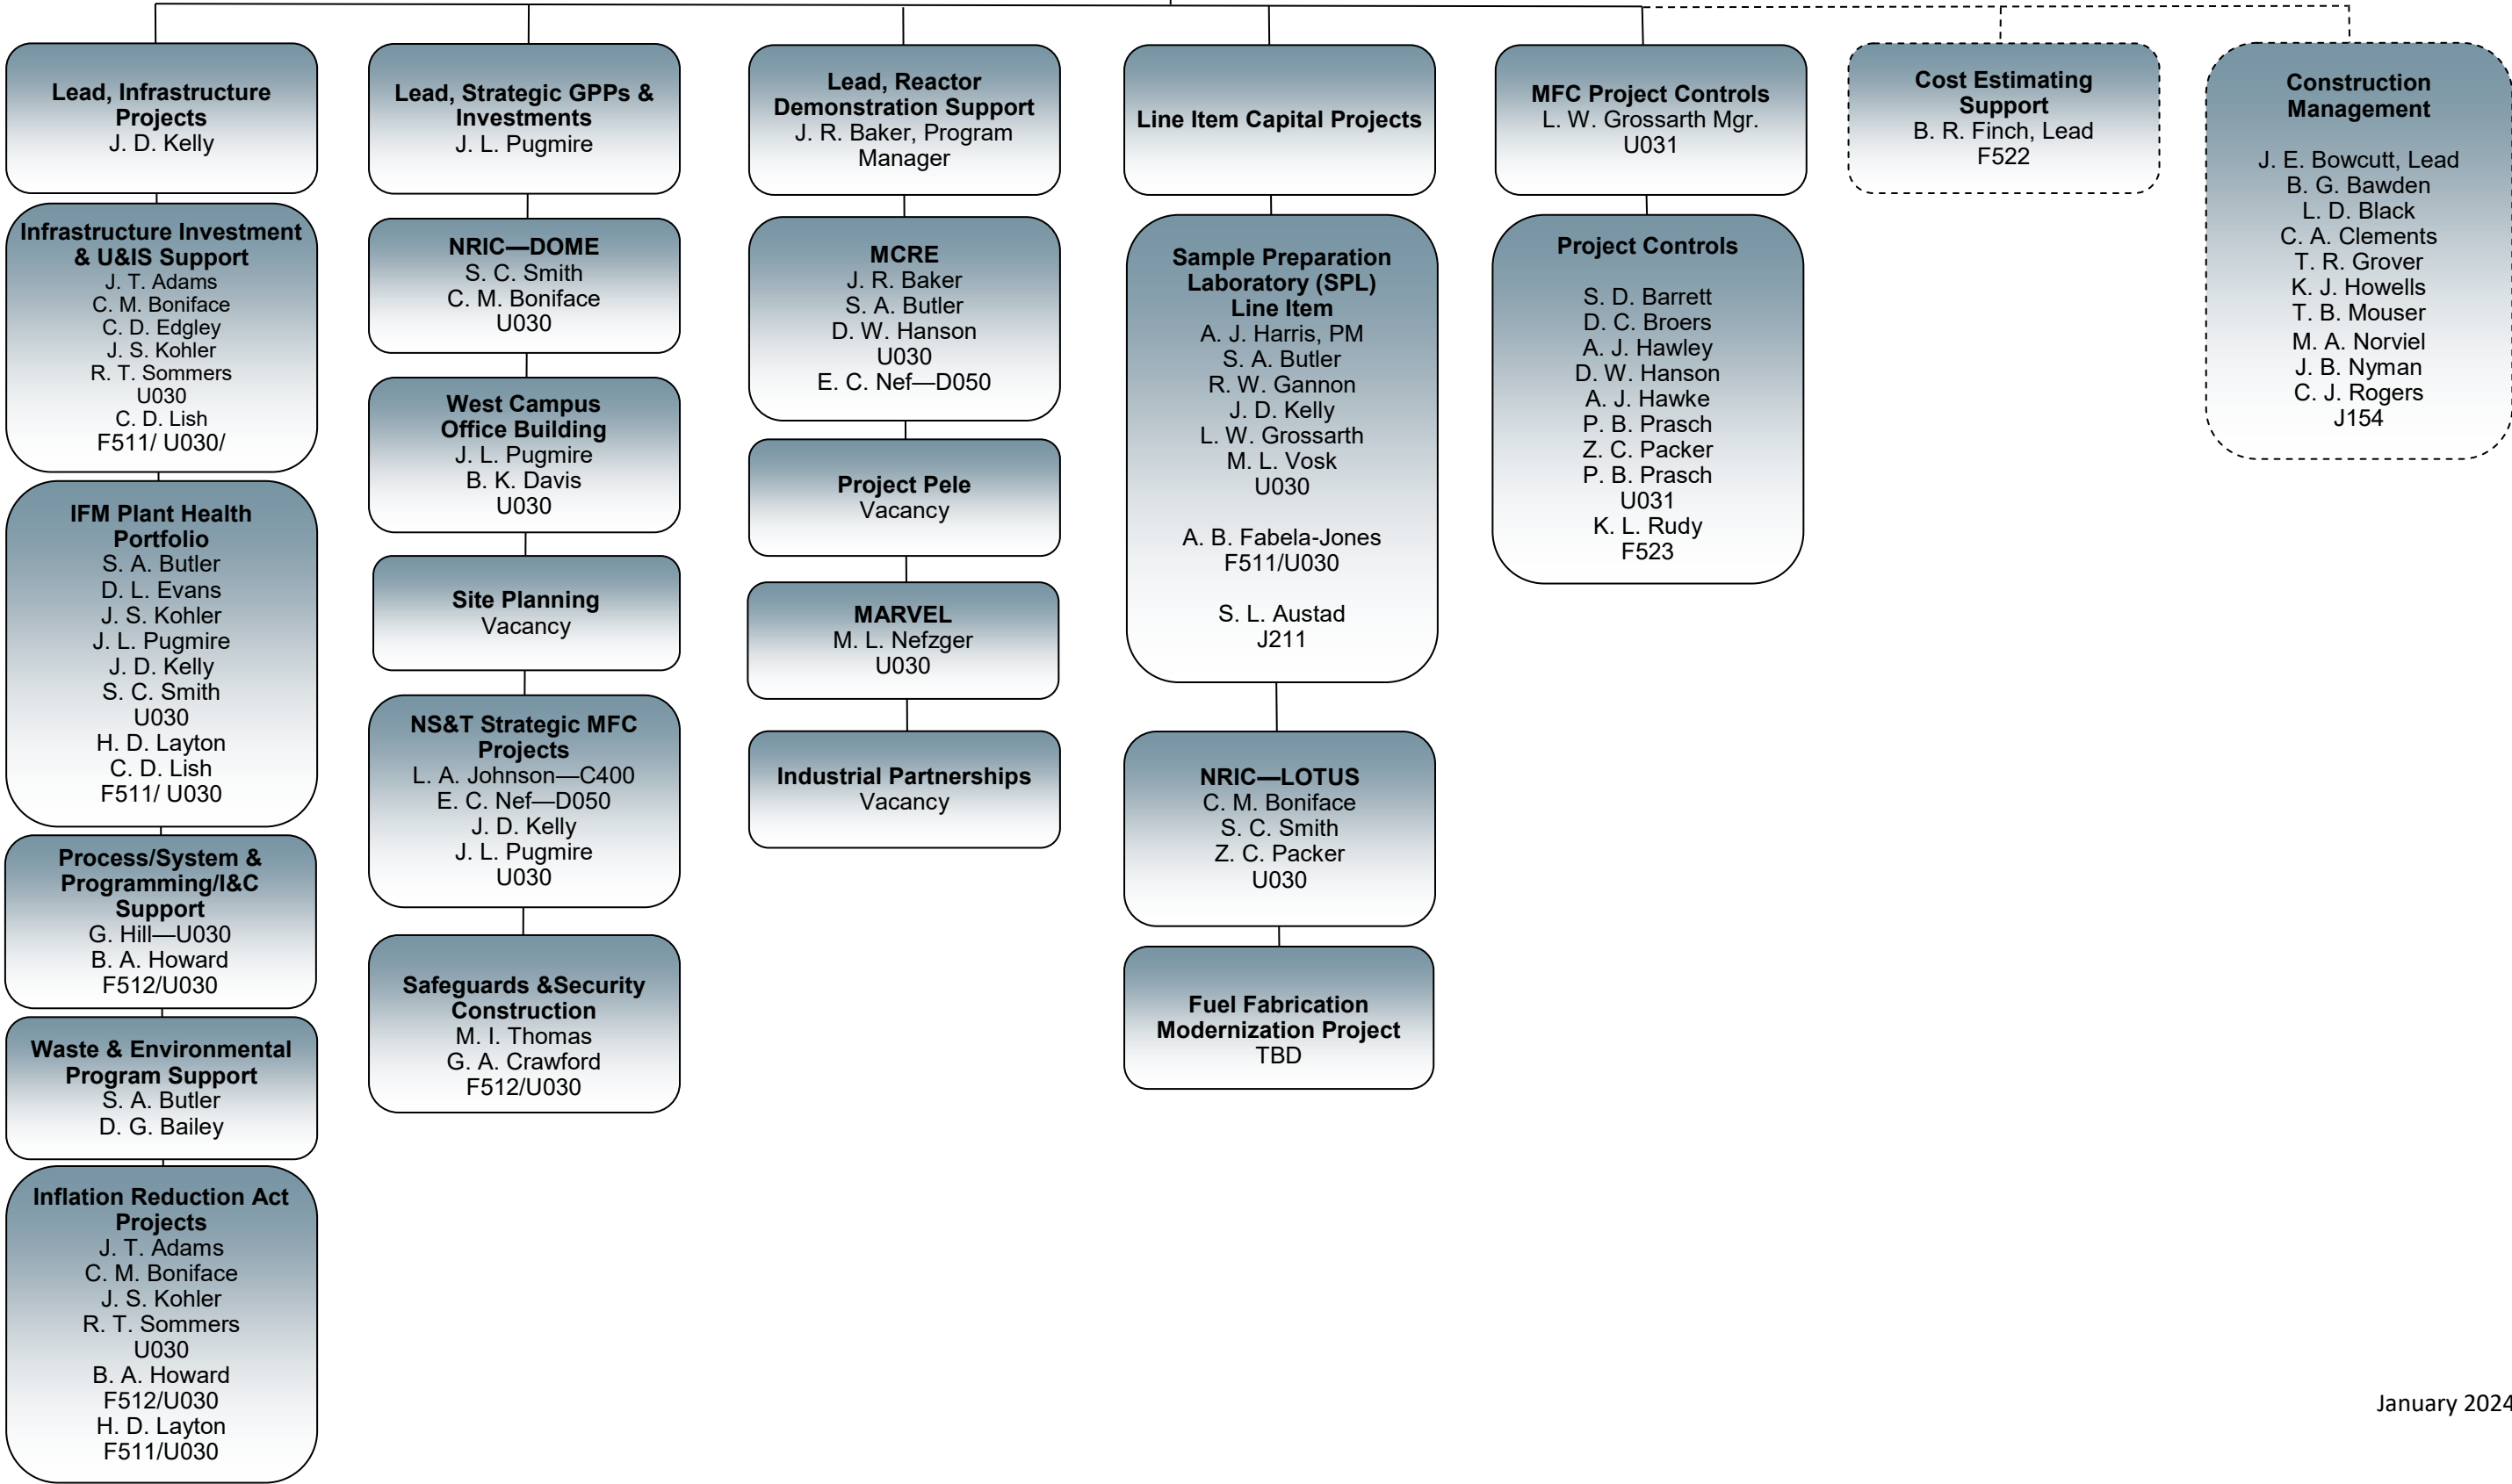 Lead, Infrastructure
Projects
J. D. Kelly
Infrastructure Investment
& U&IS Support
J. T. Adams
C. M. Boniface
C. D. Edgley
J. S. Kohler
R. T. Sommers
U030
C. D. Lish
F511/ U030/
IFM Plant Health
Portfolio
S. A. Butler
D. L. Evans
J. S. Kohler
J. L. Pugmire
J. D. Kelly
S. C. Smith
U030
H. D. Layton
C. D. Lish
F511/ U030
Process/System &
Programming/I&C
Support
G. Hill—U030
B. A. Howard
F512/U030
Waste & Environmental
Program Support
S. A. Butler
D. G. Bailey
Inflation Reduction Act
Projects
J. T. Adams
C. M. Boniface
J. S. Kohler
R. T. Sommers
U030
B. A. Howard
F512/U030
H. D. Layton
F511/U030
Lead, Strategic GPPs &
Investments
J. L. Pugmire
NRIC—DOME
S. C. Smith
C. M. Boniface
U030
West Campus
Office Building
J. L. Pugmire
B. K. Davis
U030
Site Planning
Vacancy
NS&T Strategic MFC
Projects
L. A. Johnson—C400
E. C. Nef—D050
J. D. Kelly
J. L. Pugmire
U030
Safeguards &Security
Construction
M. I. Thomas
G. A. Crawford
F512/U030
Lead, Reactor
Demonstration Support
J. R. Baker, Program
Manager
MCRE
J. R. Baker
S. A. Butler
D. W. Hanson
U030
E. C. Nef—D050
Project Pele
Vacancy
MARVEL
M. L. Nefzger
U030
Industrial Partnerships
Vacancy
Line Item Capital Projects
Sample Preparation
Laboratory (SPL)
Line Item
A. J. Harris, PM
S. A. Butler
R. W. Gannon
J. D. Kelly
L. W. Grossarth
M. L. Vosk
U030
A. B. Fabela-Jones
F511/U030
S. L. Austad
J211
NRIC—LOTUS
C. M. Boniface
S. C. Smith
Z. C. Packer
U030
Fuel Fabrication
Modernization Project
TBD
MFC Project Controls
L. W. Grossarth Mgr.
U031
Project Controls
S. D. Barrett
D. C. Broers
A. J. Hawley
D. W. Hanson
A. J. Hawke
P. B. Prasch
Z. C. Packer
P. B. Prasch
U031
K. L. Rudy
F523
Cost Estimating
Support
B. R. Finch, Lead
F522
Construction
Management
J. E. Bowcutt, Lead
B. G. Bawden
L. D. Black
C. A. Clements
T. R. Grover
K. J. Howells
T. B. Mouser
M. A. Norviel
J. B. Nyman
C. J. Rogers
J154
January 2024